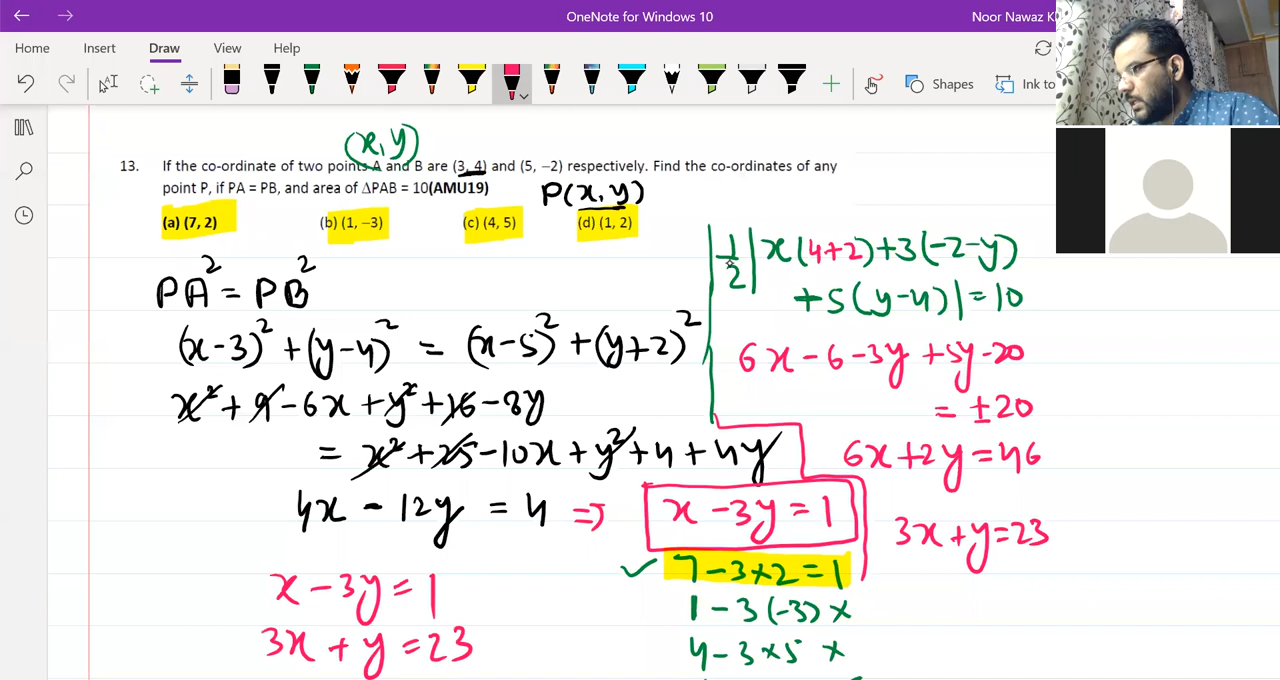 OneNote for Windows 10
Noor Nawaz K
Home Insert Draw View Help
Shapes Ink to
(x, y)
13. If the co-ordinate of two points A and B are (3, 4) and (5, −2) respectively. Find the co-ordinates of any
point P, if PA = PB, and area of ΔPAB = 10(AMU19)
P(x, y)
(a) (7, 2) (b) (1, −3) (c) (4, 5) (d) (1, 2)
PA² = PB²
(x-3)² + (y-4)² = (x-5)² + (y+2)²
x² + 9 - 6x + y² + 16 - 8y
= x² + 25 - 10x + y² + 4 + 4y
4x - 12y = 4 ⇒ x - 3y = 1
x - 3y = 1
3x + y = 23
✓ 7 - 3×2 = 1
1 - 3(-3) ×
4 - 3×5 ×
|1/2| x(4+2) + 3(-2-y)
+5(y-4)| = 10
6x - 6 - 3y + 5y - 20
= ±20
6x + 2y = 46
3x + y = 23